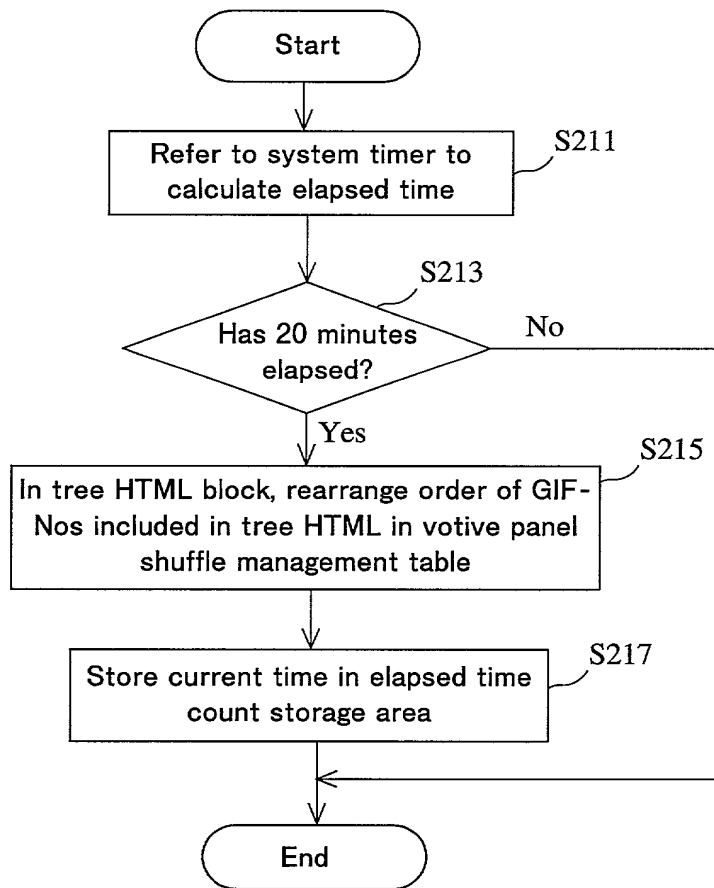 Start
S211
Refer to system timer to
calculate elapsed time
S213
Has 20 minutes
elapsed?
No
Yes
S215
In tree HTML block, rearrange order of GIF-
Nos included in tree HTML in votive panel
shuffle management table
S217
Store current time in elapsed time
count storage area
End